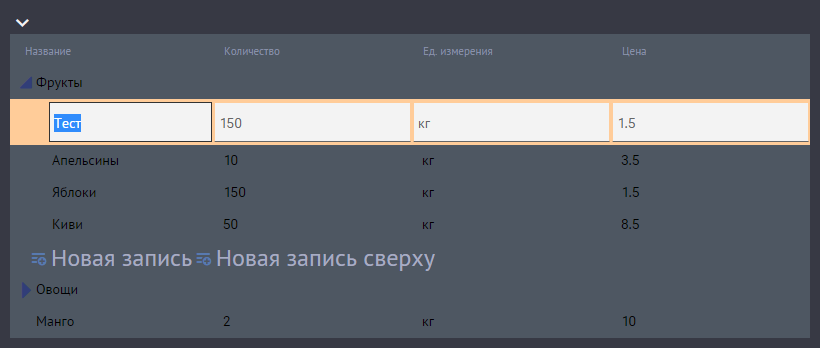 Название Количество Ед. измерения Цена
Фрукты
Тест 150 кг 1.5
Апельсины 10 кг 3.5
Яблоки 150 кг 1.5
Киви 50 кг 8.5
Новая запись Новая запись сверху
Овощи
Манго 2 кг 10